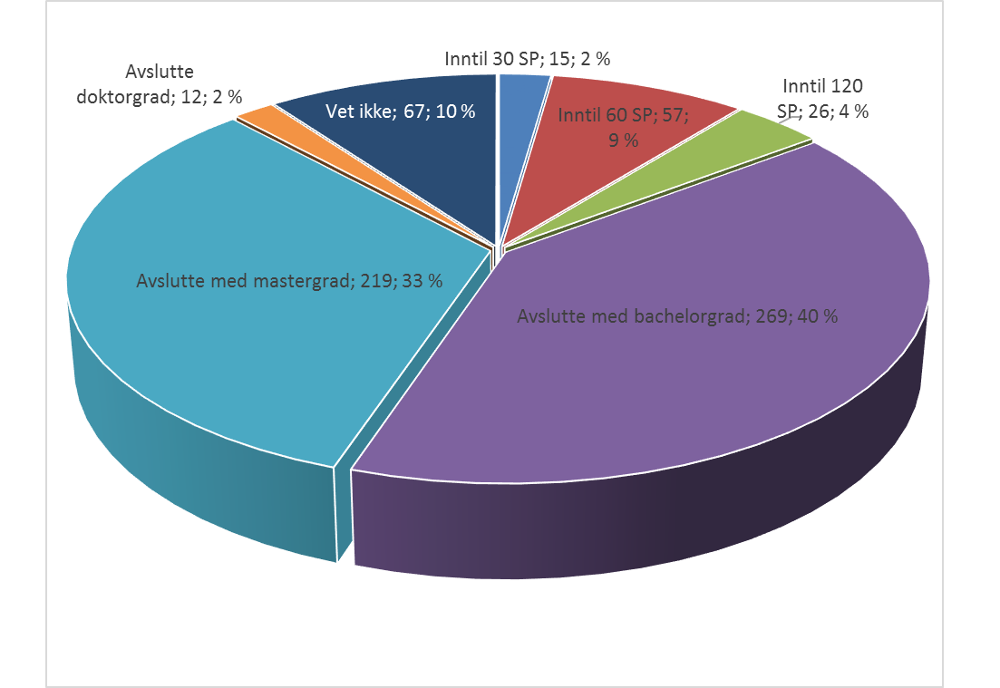 Inntil 30 SP; 15; 2 %
Avslutte
doktorgrad; 12; 2 %
Inntil 120
SP; 26; 4 %
Vet ikke; 67; 10 %
Inntil 60 SP; 57;
9 %
Avslutte med mastergrad; 219; 33 %
Avslutte med bachelorgrad; 269; 40 %